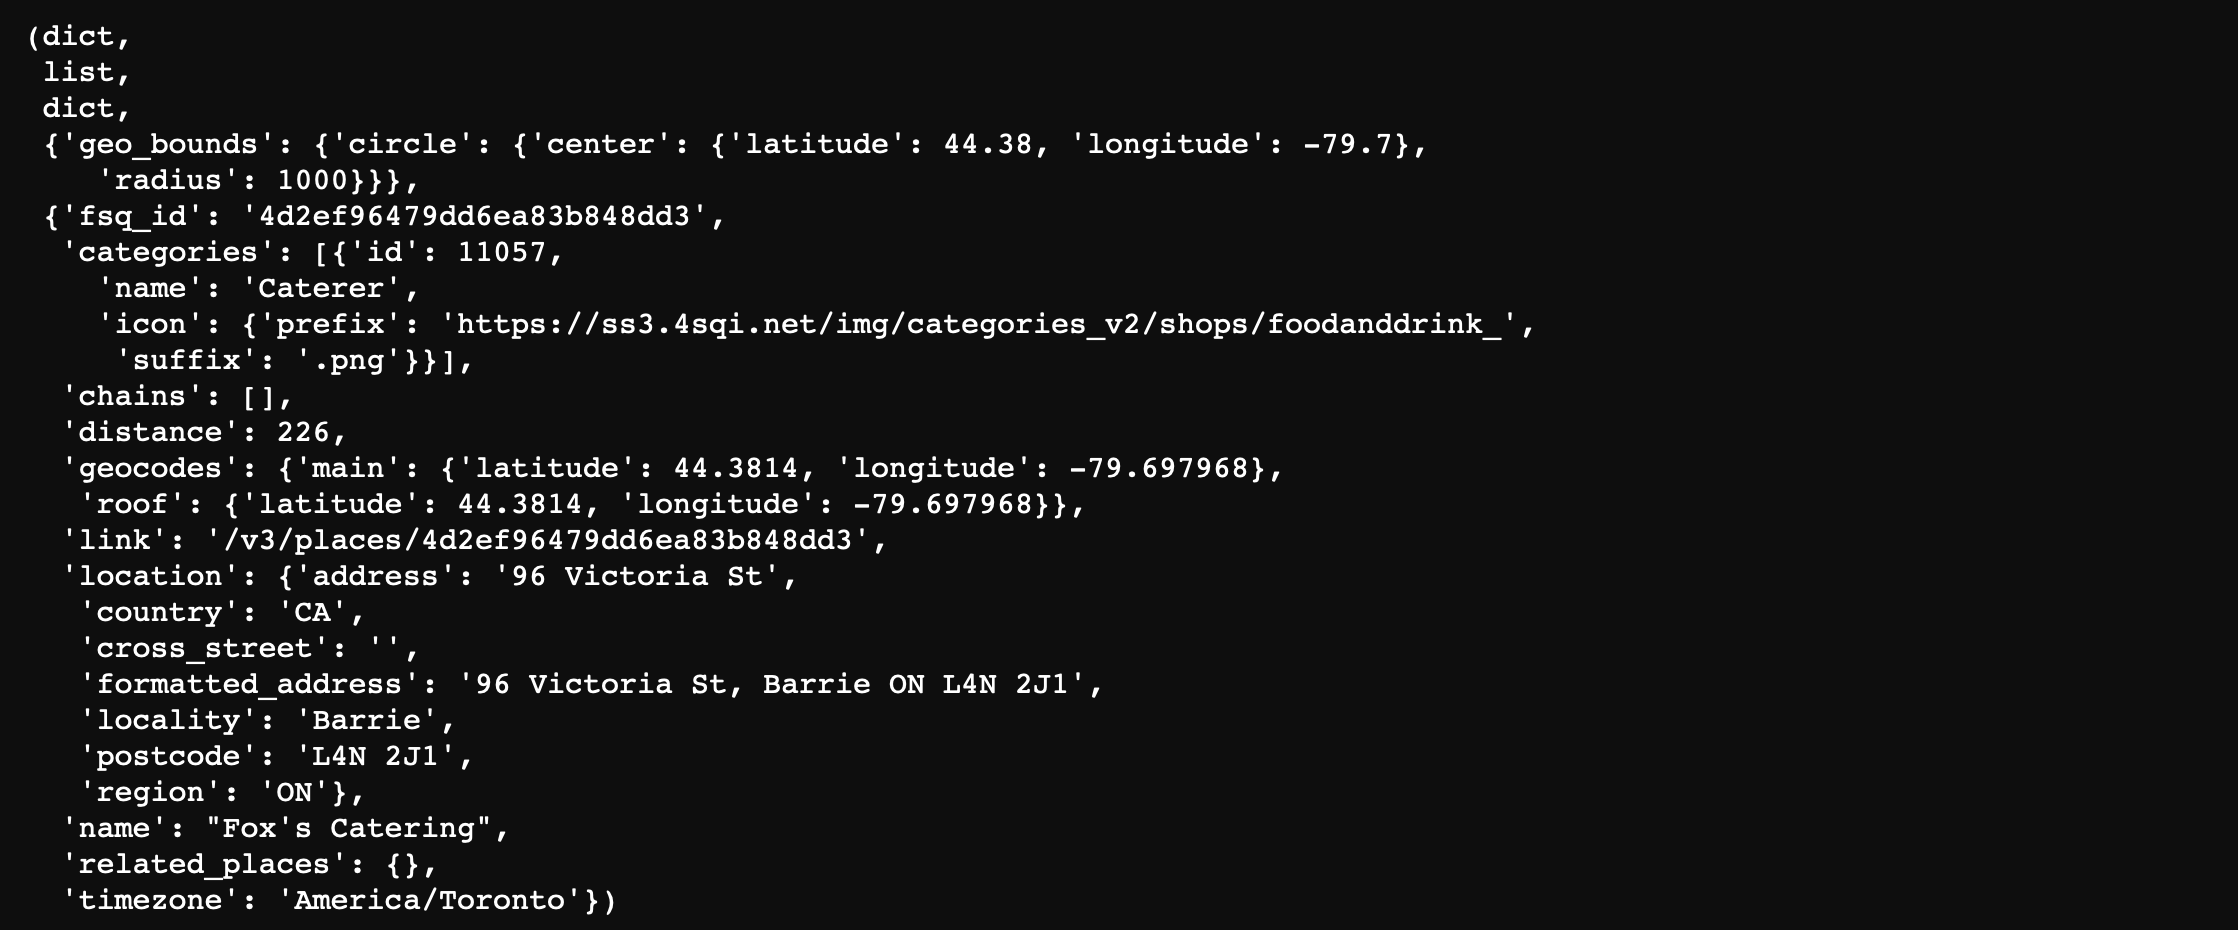 (dict,
 list,
 dict,
 {'geo_bounds': {'circle': {'center': {'latitude': 44.38, 'longitude': -79.7},
    'radius': 1000}}},
 {'fsq_id': '4d2ef96479dd6ea83b848dd3',
  'categories': [{'id': 11057,
    'name': 'Caterer',
    'icon': {'prefix': 'https://ss3.4sqi.net/img/categories_v2/shops/foodanddrink_',
     'suffix': '.png'}}],
  'chains': [],
  'distance': 226,
  'geocodes': {'main': {'latitude': 44.3814, 'longitude': -79.697968},
   'roof': {'latitude': 44.3814, 'longitude': -79.697968}},
  'link': '/v3/places/4d2ef96479dd6ea83b848dd3',
  'location': {'address': '96 Victoria St',
   'country': 'CA',
   'cross_street': '',
   'formatted_address': '96 Victoria St, Barrie ON L4N 2J1',
   'locality': 'Barrie',
   'postcode': 'L4N 2J1',
   'region': 'ON'},
  'name': "Fox's Catering",
  'related_places': {},
  'timezone': 'America/Toronto'})